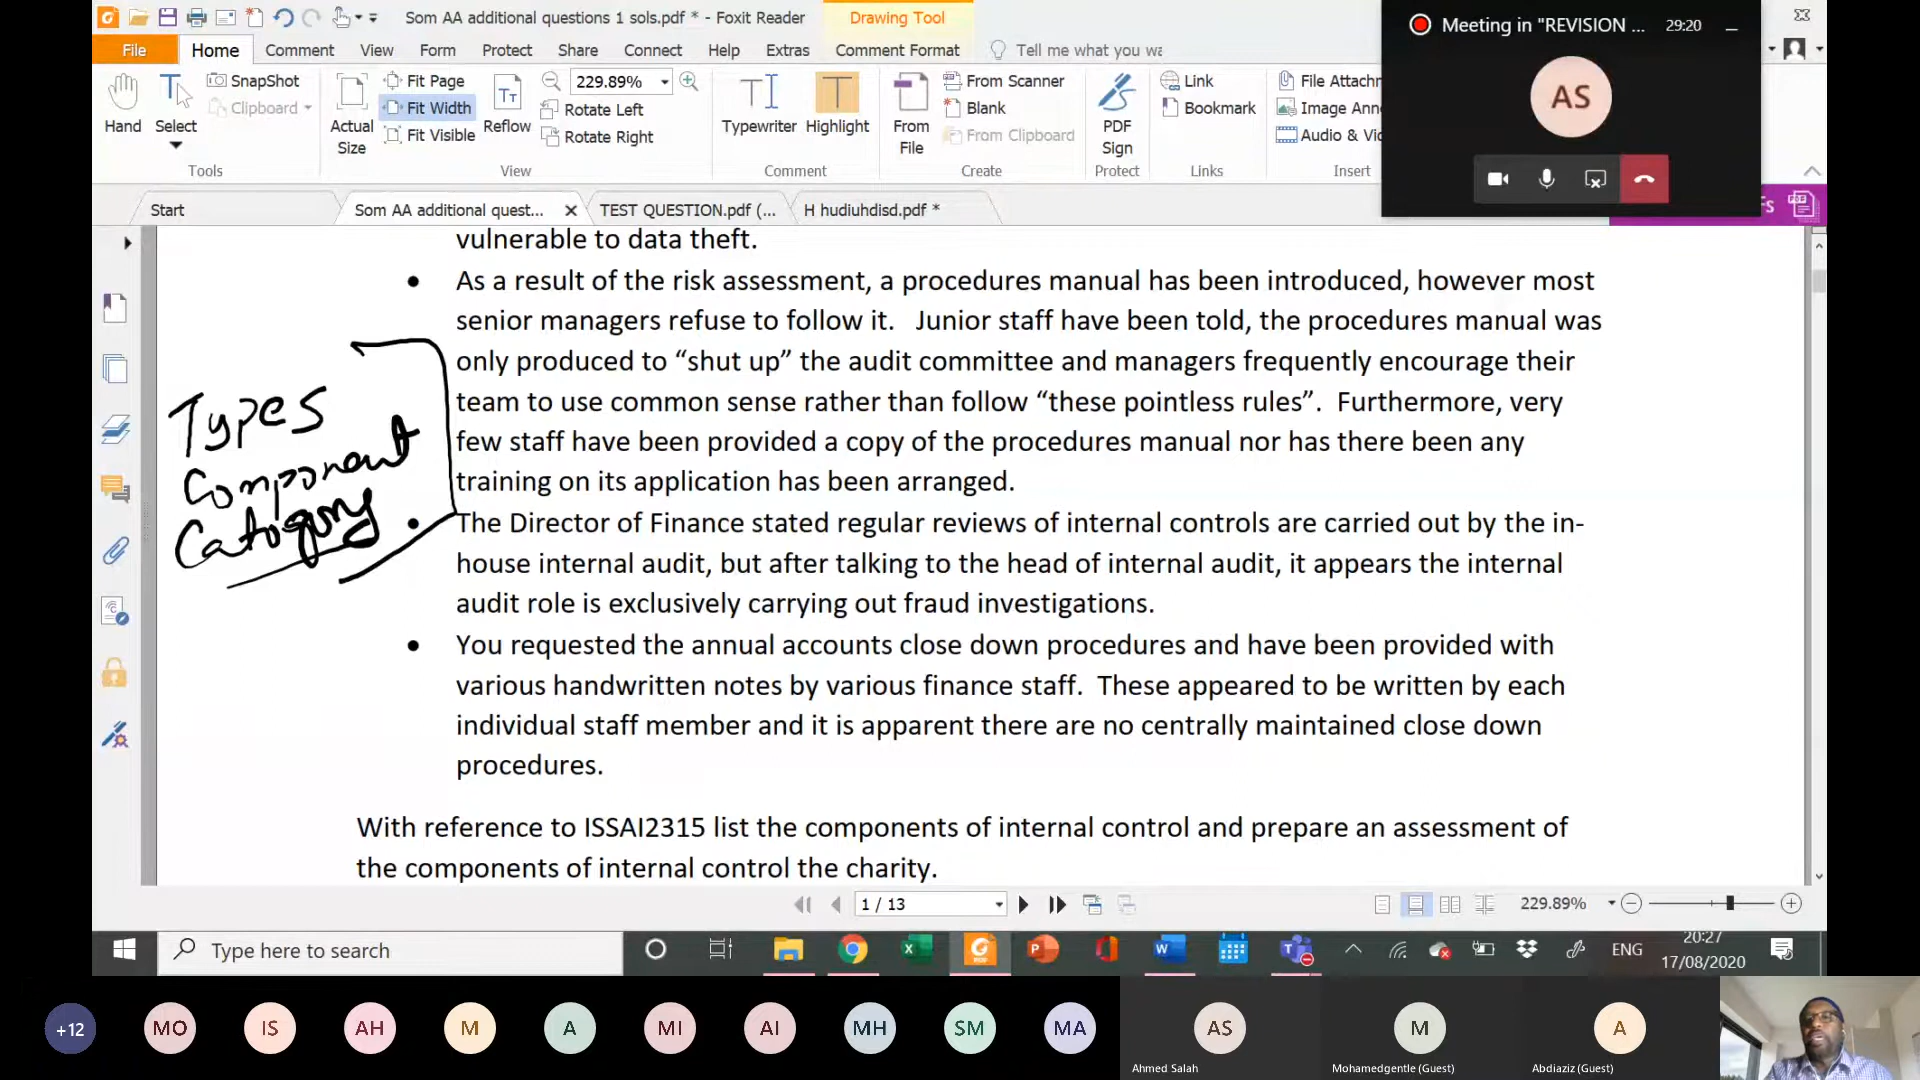 Som AA additional questions 1 sols.pdf * - Foxit Reader
Drawing Tool
Meeting in "REVISION ...
29:20
File
Home
Comment
View
Form
Protect
Share
Connect
Help
Extras
Comment Format
Tell me what you wa
AS
Hand
Select
SnapShot
Clipboard
Tools
Actual
Size
Fit Page
Fit Width
Fit Visible
Reflow
229.89%
Rotate Left
Rotate Right
View
Typewriter
Highlight
Comment
From
File
From Scanner
Blank
From Clipboard
Create
PDF
Sign
Protect
Link
Bookmark
Links
File Attachm
Image Ann
Audio & Vid
Insert
Start
Som AA additional quest...
TEST QUESTION.pdf (...
H hudiuhdisd.pdf *
Fs
vulnerable to data theft.
• As a result of the risk assessment, a procedures manual has been introduced, however most
senior managers refuse to follow it. Junior staff have been told, the procedures manual was
only produced to “shut up” the audit committee and managers frequently encourage their
team to use common sense rather than follow “these pointless rules”. Furthermore, very
few staff have been provided a copy of the procedures manual nor has there been any
training on its application has been arranged.
• The Director of Finance stated regular reviews of internal controls are carried out by the in-
house internal audit, but after talking to the head of internal audit, it appears the internal
audit role is exclusively carrying out fraud investigations.
• You requested the annual accounts close down procedures and have been provided with
various handwritten notes by various finance staff. These appeared to be written by each
individual staff member and it is apparent there are no centrally maintained close down
procedures.
With reference to ISSAI2315 list the components of internal control and prepare an assessment of
the components of internal control the charity.
Types
Component
Catogory
1 / 13
229.89%
Type here to search
ENG
20:27
17/08/2020
+12
MO
IS
AH
M
A
MI
AI
MH
SM
MA
AS
M
A
Ahmed Salah
Mohamedgentle (Guest)
Abdiaziz (Guest)